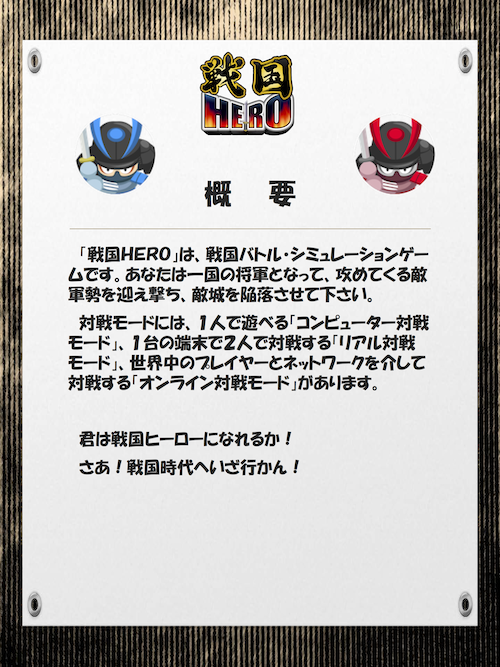 戦国
HERO
概 要
「戦国HERO」は、戦国バトル・シミュレーションゲー
ムです。あなたは一国の将軍となって、攻めてくる敵
軍勢を迎え撃ち、敵城を陥落させて下さい。
対戦モードには、1人で遊べる「コンピューター対戦
モード」、1台の端末で2人で対戦する「リアル対戦
モード」、世界中のプレイヤーとネットワークを介して
対戦する「オンライン対戦モード」があります。
君は戦国ヒーローになれるか!
さあ!戦国時代へいざ行かん!